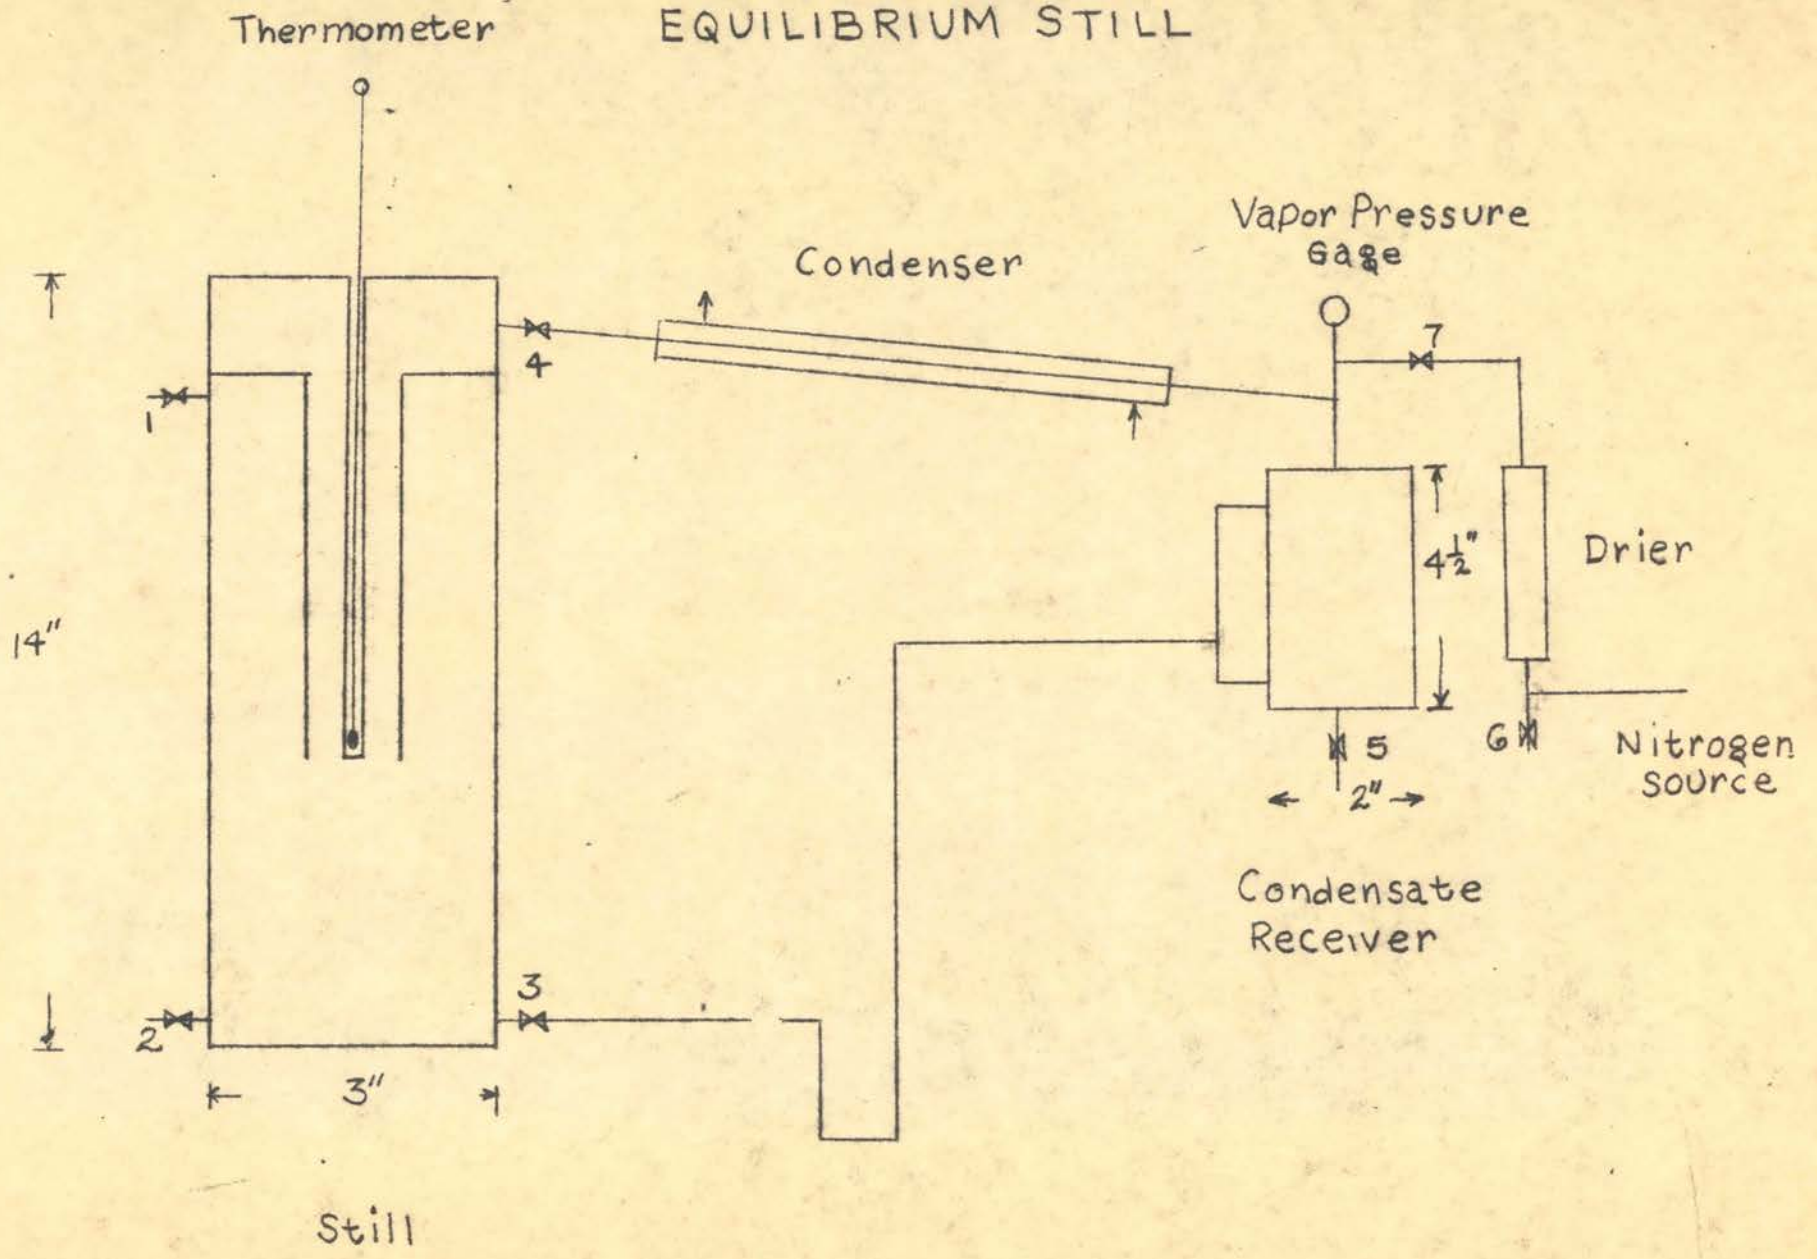 EQUILIBRIUM STILL
Thermometer
Condenser
Vapor Pressure
Gage
7
4
1
14"
4½"
Drier
5
6
Nitrogen
source
2"
Condensate
Receiver
3
2
3"
Still